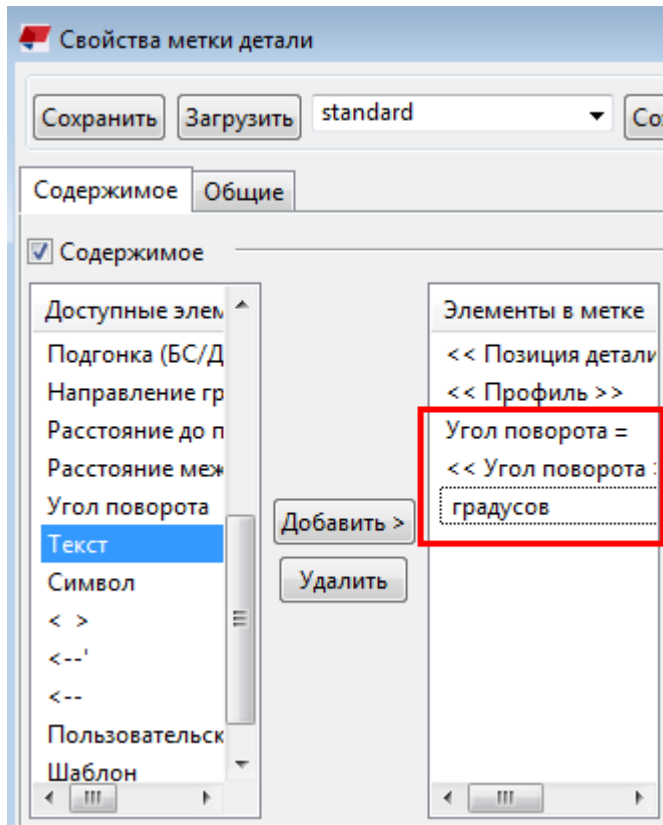 Свойства метки детали
Сохранить Загрузить standard Со
Содержимое Общие
Содержимое
Доступные элем
Подгонка (БС/Д
Направление гр
Расстояние до п
Расстояние меж
Угол поворота
Текст
Символ
< >
<--'
<--
Пользовательск
Шаблон
Добавить >
Удалить
Элементы в метке
<< Позиция детали
<< Профиль >>
Угол поворота =
<< Угол поворота >
градусов